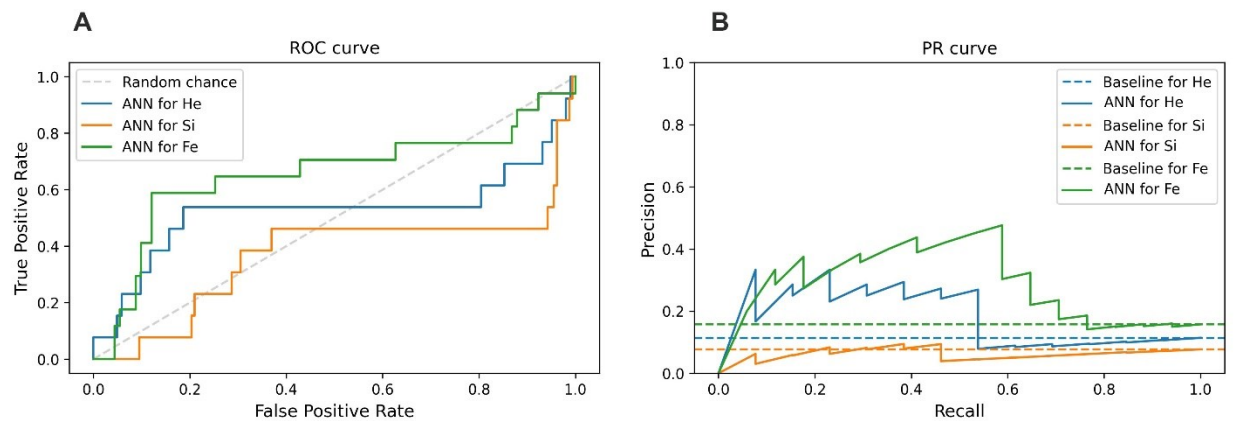 A
ROC curve
Random chance
ANN for He
ANN for Si
ANN for Fe
1.0
0.8
0.6
0.4
0.2
0.0
True Positive Rate
0.0
0.2
0.4
0.6
0.8
1.0
False Positive Rate
B
PR curve
Baseline for He
ANN for He
Baseline for Si
ANN for Si
Baseline for Fe
ANN for Fe
1.0
0.8
0.6
0.4
0.2
0.0
Precision
0.0
0.2
0.4
0.6
0.8
1.0
Recall